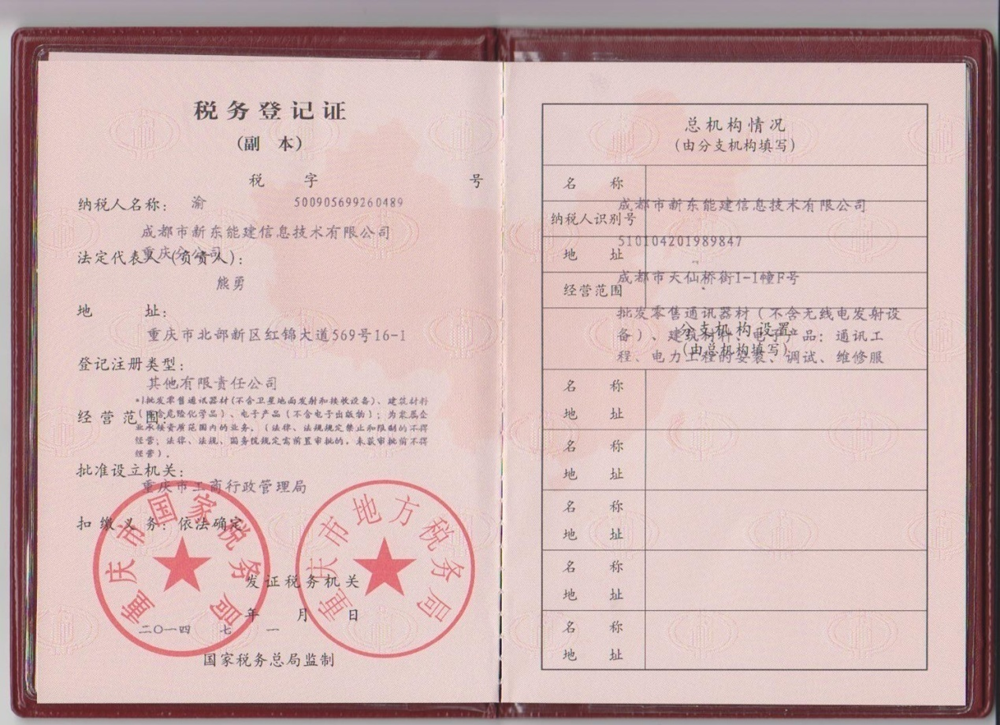 税务登记证
(副 本)
税 字 号
渝 500905699260489
纳税人名称:
成都市新东能建信息技术有限公司
重庆分公司
法定代表人(负责人):
熊勇
地 址:
重庆市北部新区红锦大道569号16-1
登记注册类型:
其他有限责任公司
*)批发零售通讯器材(不含卫星地面发射和接收设备)、建筑材料
(不含危险化学品)、电子产品(不含电子出版物);为隶属企
经营范围:
业承接资质范围内的业务。(法律、法规规定禁止和限制的不得
经营;法律、法规、国务院规定需前置审批的,未获审批前不得
经营)。
批准设立机关:
重庆市工商行政管理局
扣缴义务:依法确定
重庆市国家税务局
重庆市地方税务局
发证税务机关
年 月 日
二〇一四 七 一
国家税务总局监制
总机构情况
(由分支机构填写)
名 称
成都市新东能建信息技术有限公司
纳税人识别号
510104201989847
地 址
成都市天仙桥街1-1幢F号
经营范围
批发零售通讯器材(不含无线电发射设
备)、建筑材料、电子产品:通讯工
程、电力工程的安装、调试、维修服
分支机构设置
(由总机构填写)
名 称
地 址
名 称
地 址
名 称
地 址
名 称
地 址
名 称
地 址